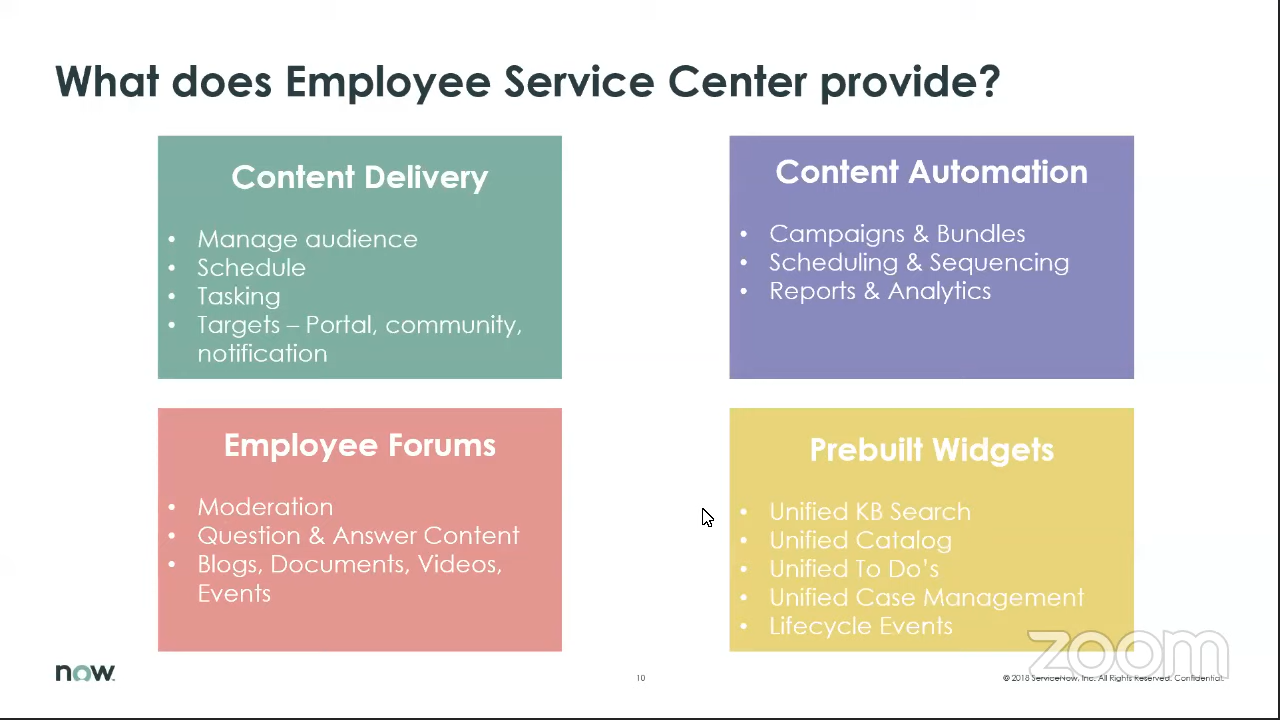 What does Employee Service Center provide?
Content Delivery
• Manage audience
• Schedule
• Tasking
• Targets – Portal, community,
notification
Content Automation
• Campaigns & Bundles
• Scheduling & Sequencing
• Reports & Analytics
Employee Forums
• Moderation
• Question & Answer Content
• Blogs, Documents, Videos,
Events
Prebuilt Widgets
• Unified KB Search
• Unified Catalog
• Unified To Do's
• Unified Case Management
• Lifecycle Events
zoom
now.
10
© 2018 ServiceNow, Inc. All Rights Reserved. Confidential.